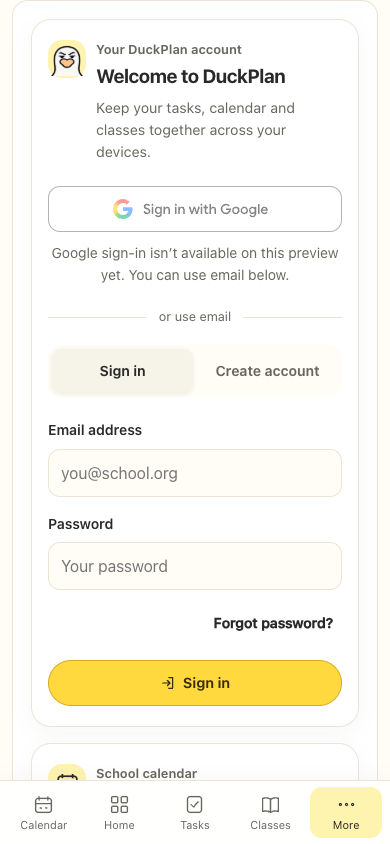 Your DuckPlan account
Welcome to DuckPlan
Keep your tasks, calendar and
classes together across your
devices.
Sign in with Google
Google sign-in isn't available on this preview
yet. You can use email below.
or use email
Sign in
Create account
Email address
you@school.org
Password
Your password
Forgot password?
Sign in
School calendar
Calendar
Home
Tasks
Classes
More